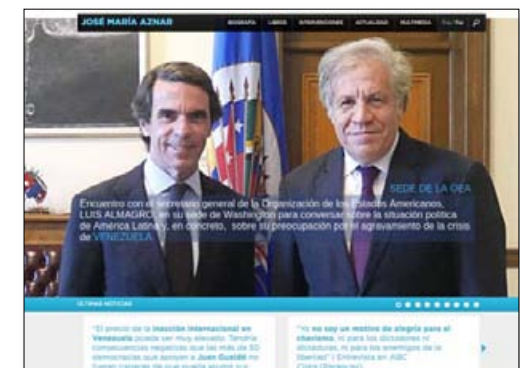 JOSÉ MARÍA AZNAR
BIOGRAFÍA LIBROS INTERVENCIONES ACTUALIDAD MULTIMEDIA
SEDE DE LA OEA
Encuentro con el secretario general de la Organización de los Estados Americanos,
LUIS ALMAGRO, en su sede de Washington para conversar sobre la situación política
de América Latina y, en concreto, sobre su preocupación por el agravamiento de la crisis
de VENEZUELA
ÚLTIMAS NOTICIAS
"El precio de la inacción internacional en
Venezuela puede ser muy elevado. Tendría
consecuencias negativas que las más de 50
democracias que apoyan a Juan Guaidó no
"Yo no soy un motivo de alegría para el
chavismo, ni para los dictadores ni
dictaduras, ni para los enemigos de la
libertad" | Entrevista en ABC